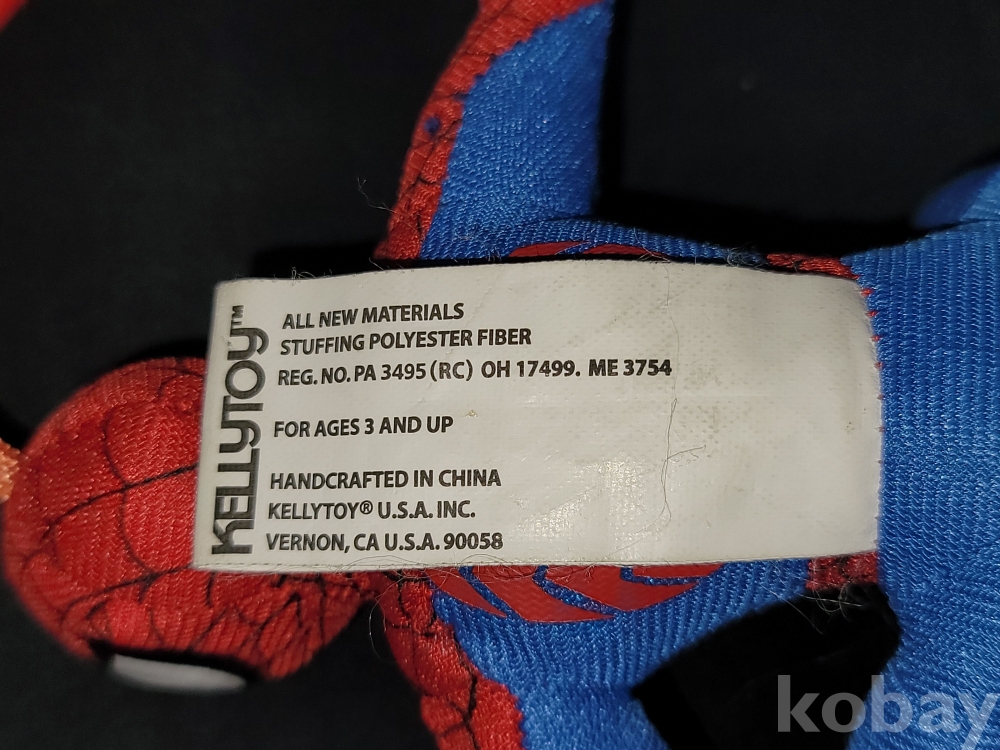 KELLYTOY™
ALL NEW MATERIALS
STUFFING POLYESTER FIBER
REG. NO. PA 3495 (RC) OH 17499. ME 3754
FOR AGES 3 AND UP
HANDCRAFTED IN CHINA
KELLYTOY® U.S.A. INC.
VERNON, CA U.S.A. 90058
kobay